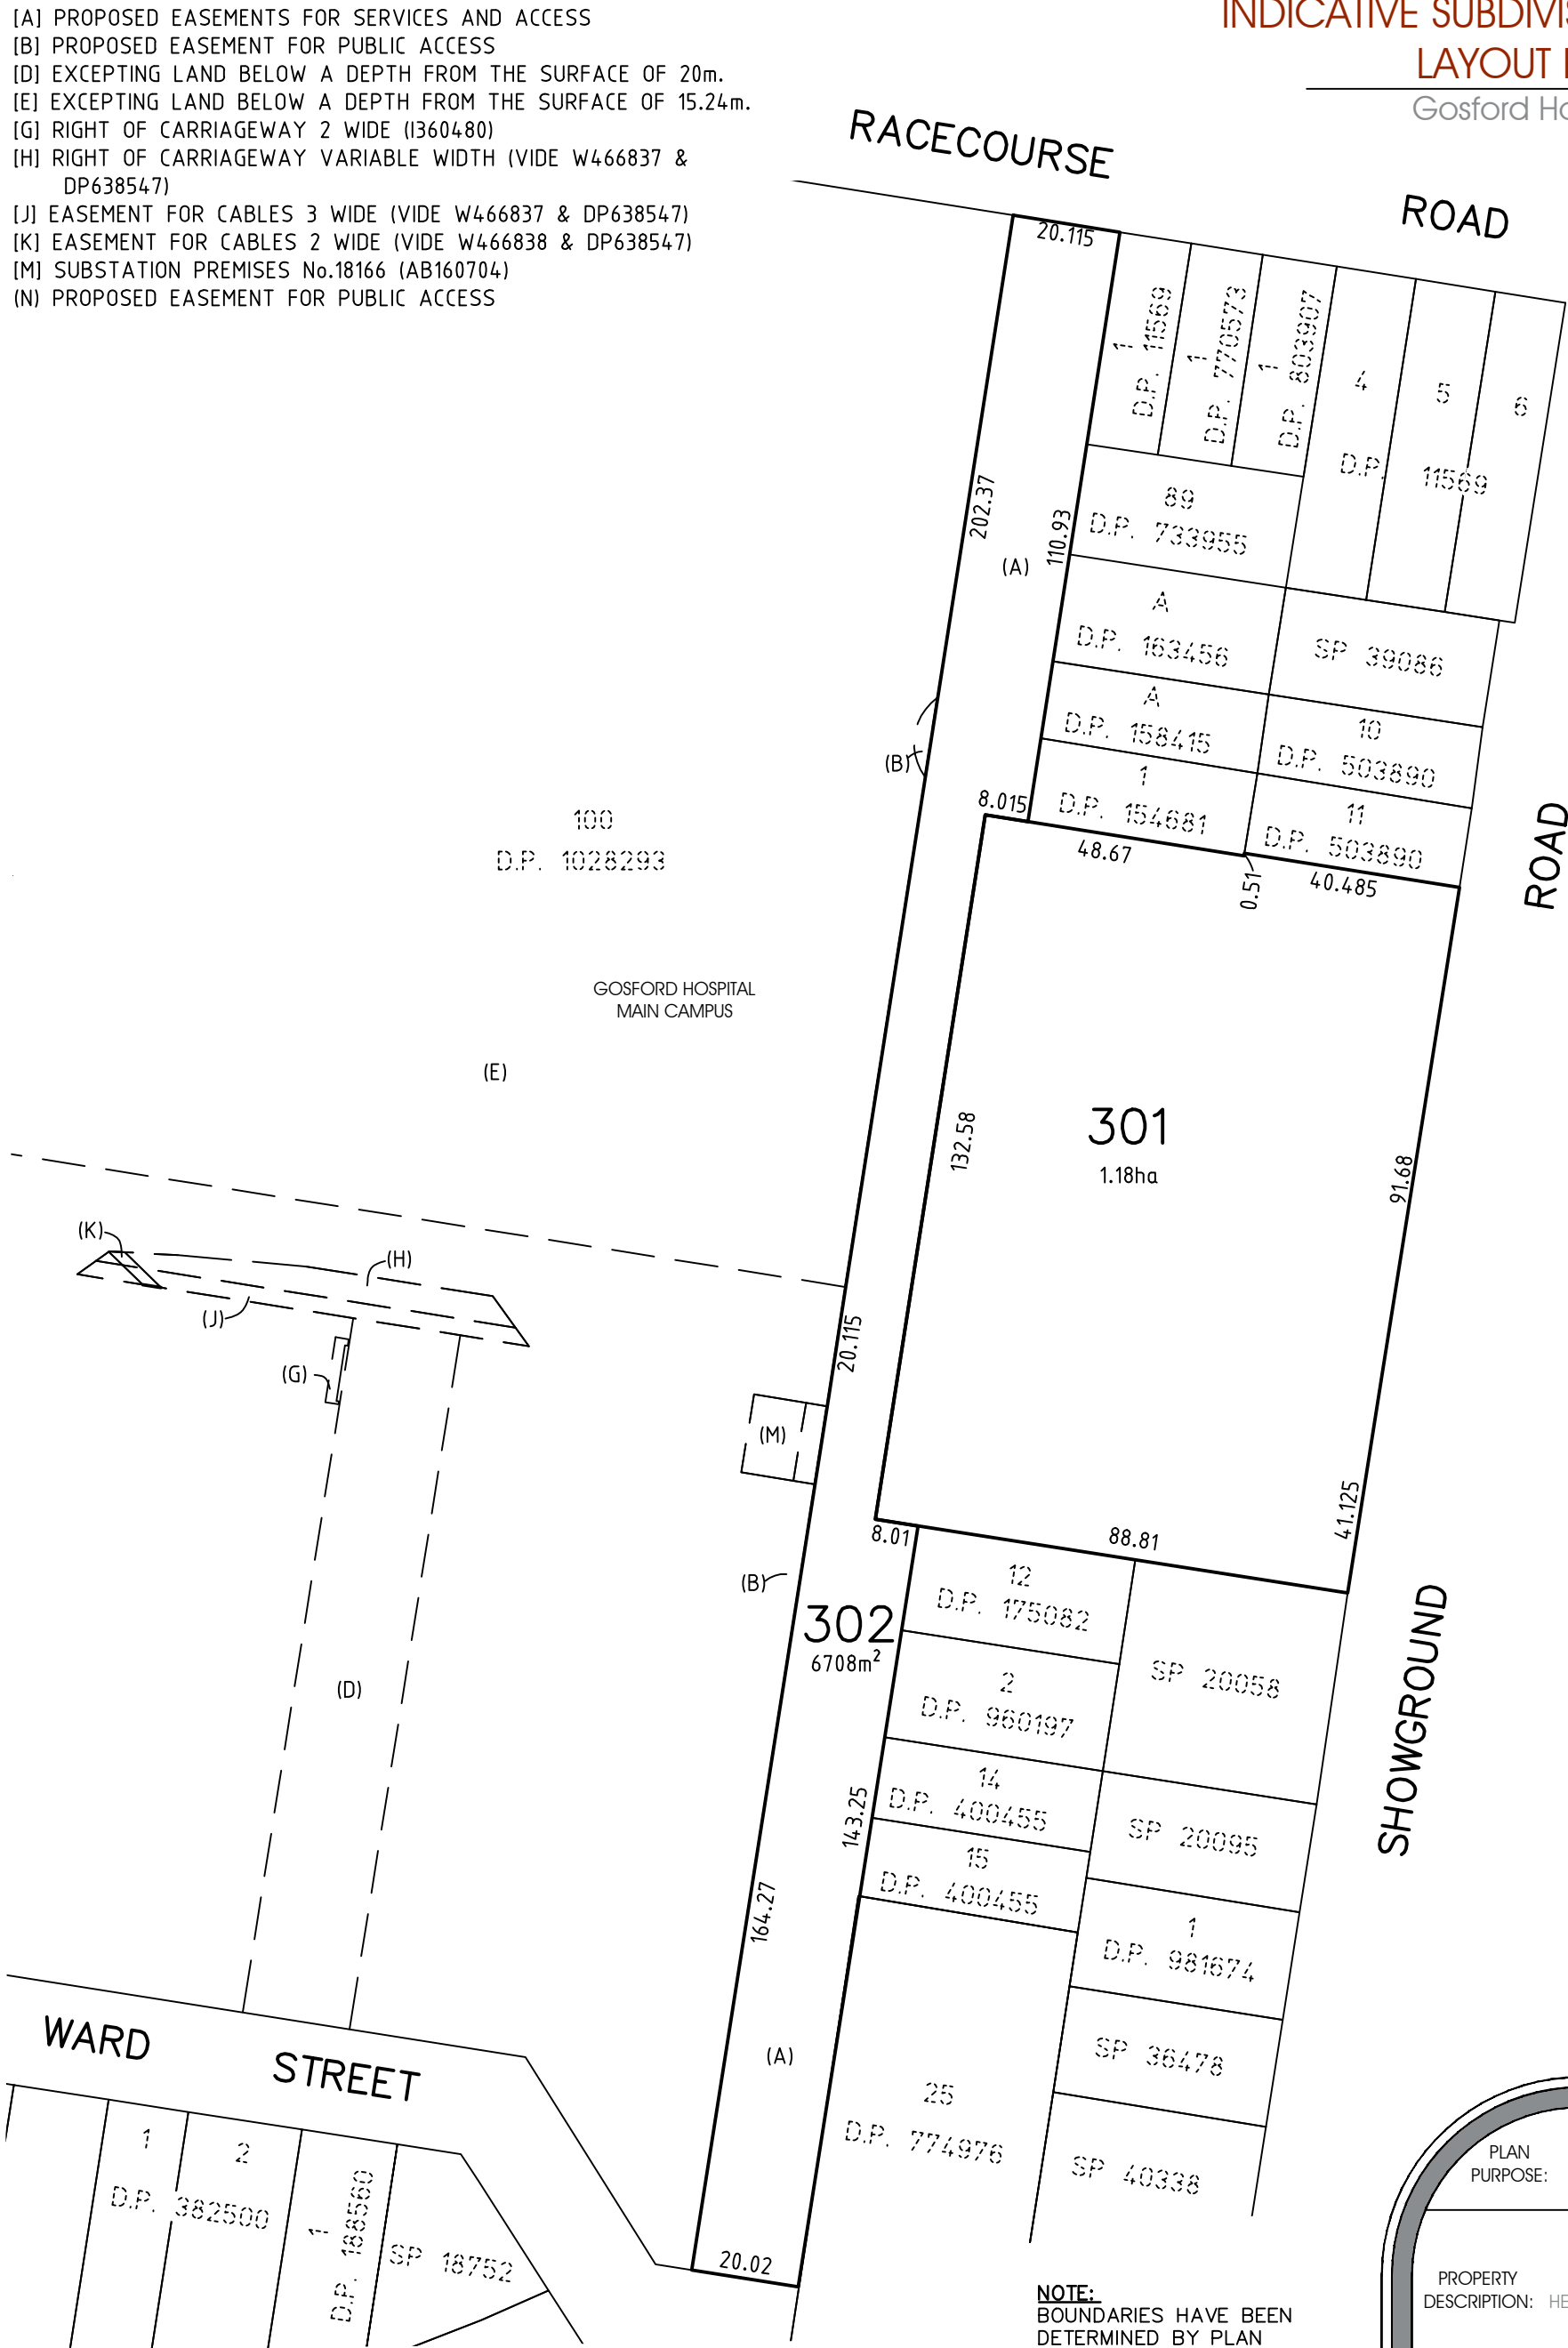 [A] PROPOSED EASEMENTS FOR SERVICES AND ACCESS
[B] PROPOSED EASEMENT FOR PUBLIC ACCESS
[D] EXCEPTING LAND BELOW A DEPTH FROM THE SURFACE OF 20m.
[E] EXCEPTING LAND BELOW A DEPTH FROM THE SURFACE OF 15.24m.
[G] RIGHT OF CARRIAGEWAY 2 WIDE (I360480)
[H] RIGHT OF CARRIAGEWAY VARIABLE WIDTH (VIDE W466837 &
DP638547)
[J] EASEMENT FOR CABLES 3 WIDE (VIDE W466837 & DP638547)
[K] EASEMENT FOR CABLES 2 WIDE (VIDE W466838 & DP638547)
[M] SUBSTATION PREMISES No.18166 (AB160704)
(N) PROPOSED EASEMENT FOR PUBLIC ACCESS
INDICATIVE SUBDIVIS
LAYOUT
Gosford Ho
RACECOURSE ROAD
20.115
1
D.P. 11569
1
D.P. 770573
1
D.P. 803907
4
5
6
D.P. 11569
202.37
110.93
(A)
89
D.P. 733955
A
D.P. 163456
SP 39086
A
D.P. 158415
10
D.P. 503890
(B)
1
D.P. 154681
11
D.P. 503890
8.015
48.67
0.51
40.485
ROAD
100
D.P. 1028293
GOSFORD HOSPITAL
MAIN CAMPUS
(E)
301
1.18ha
132.58
91.68
(K)
(H)
(J)
(G)
20.115
(M)
41.125
8.01
88.81
(B)
302
6708m²
12
D.P. 175082
SP 20058
2
D.P. 960197
(D)
SHOWGROUND
14
D.P. 400455
143.25
SP 20095
15
D.P. 400455
164.27
1
D.P. 981674
(A)
SP 36478
25
D.P. 774976
SP 40338
WARD STREET
1
2
D.P. 382500
1
D.P. 188560
SP 18752
20.02
PLAN
PURPOSE:
PROPERTY
DESCRIPTION: HE
NOTE:
BOUNDARIES HAVE BEEN
DETERMINED BY PLAN